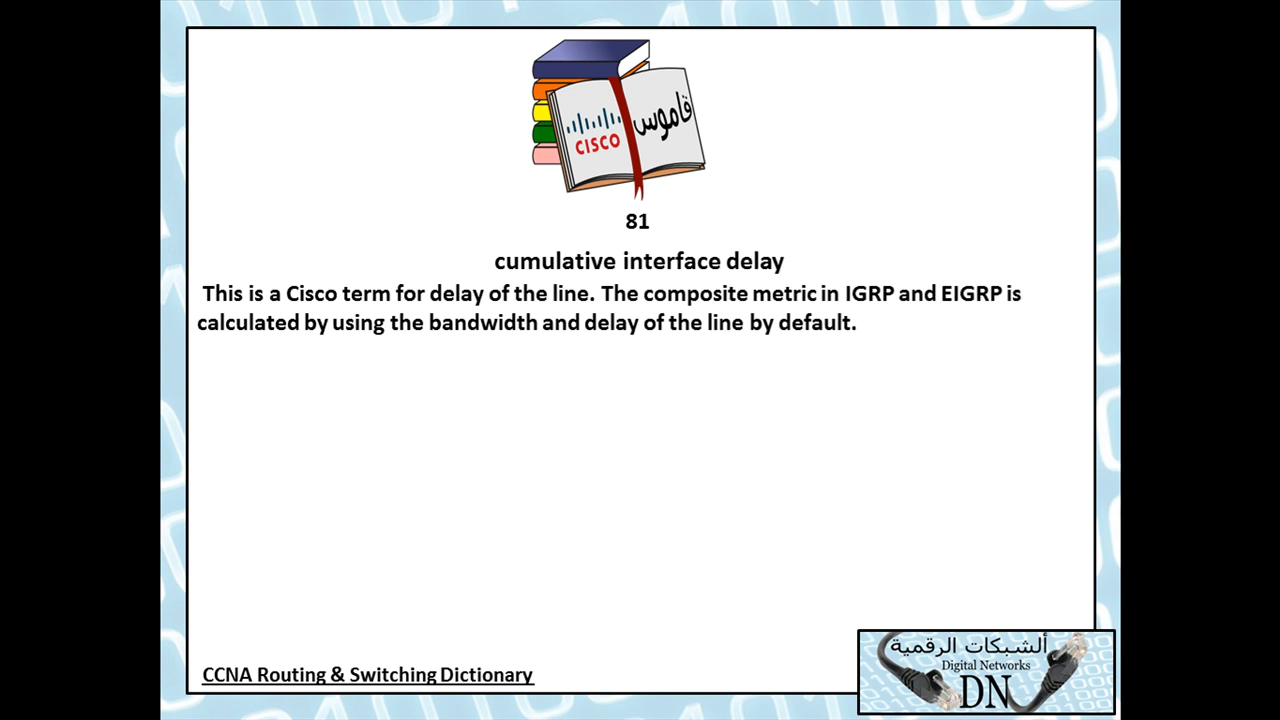 CISCO
قاموس
81
cumulative interface delay
This is a Cisco term for delay of the line. The composite metric in IGRP and EIGRP is
calculated by using the bandwidth and delay of the line by default.
CCNA Routing & Switching Dictionary
ألشبكات الرقمية
Digital Networks
DN